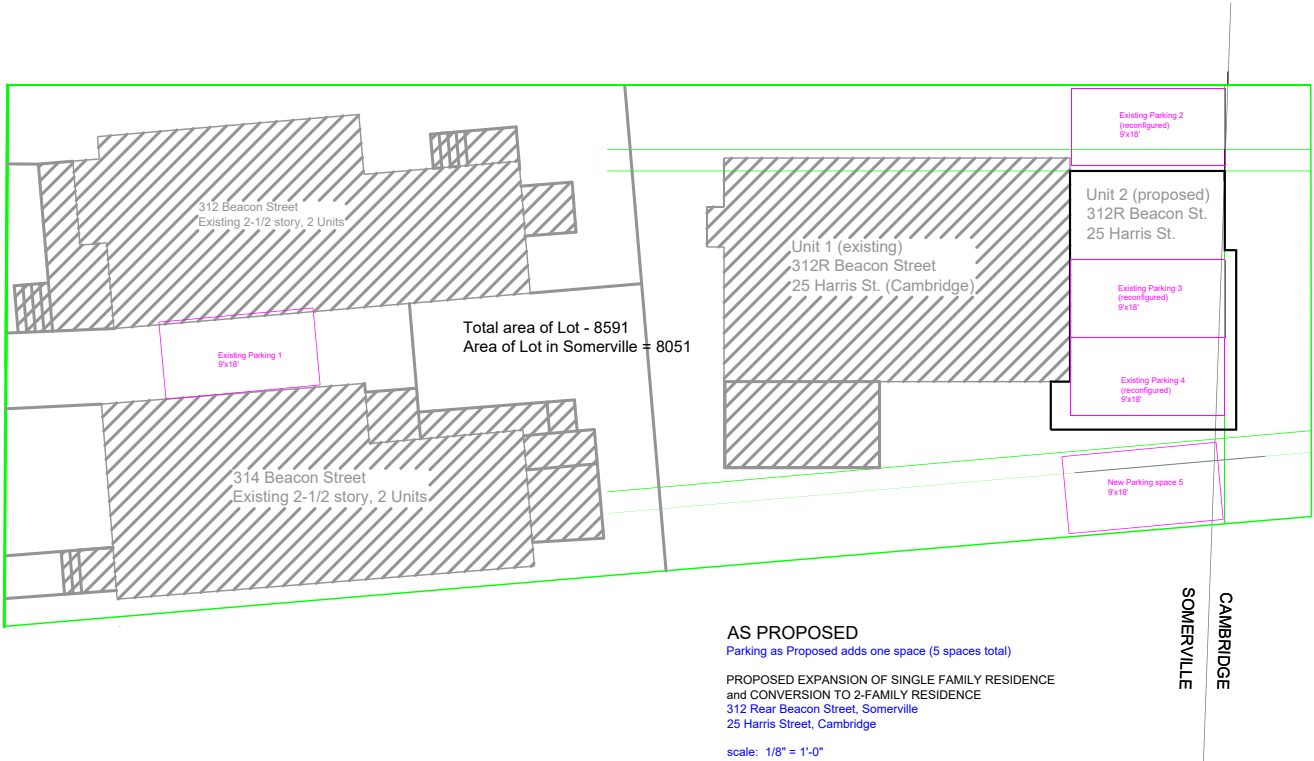 Existing Parking 2
(reconfigured)
9'x18'
Unit 2 (proposed)
312R Beacon St.
25 Harris St.
312 Beacon Street
Existing 2-1/2 story, 2 Units
Unit 1 (existing)
312R Beacon Street
25 Harris St. (Cambridge)
Existing Parking 3
(reconfigured)
9'x18'
Total area of Lot - 8591
Area of Lot in Somerville = 8051
Existing Parking 1
9'x18'
Existing Parking 4
(reconfigured)
9'x18'
314 Beacon Street
Existing 2-1/2 story, 2 Units
New Parking space 5
9'x18'
SOMERVILLE
CAMBRIDGE
AS PROPOSED
Parking as Proposed adds one space (5 spaces total)
PROPOSED EXPANSION OF SINGLE FAMILY RESIDENCE
and CONVERSION TO 2-FAMILY RESIDENCE
312 Rear Beacon Street, Somerville
25 Harris Street, Cambridge
scale: 1/8" = 1'-0"